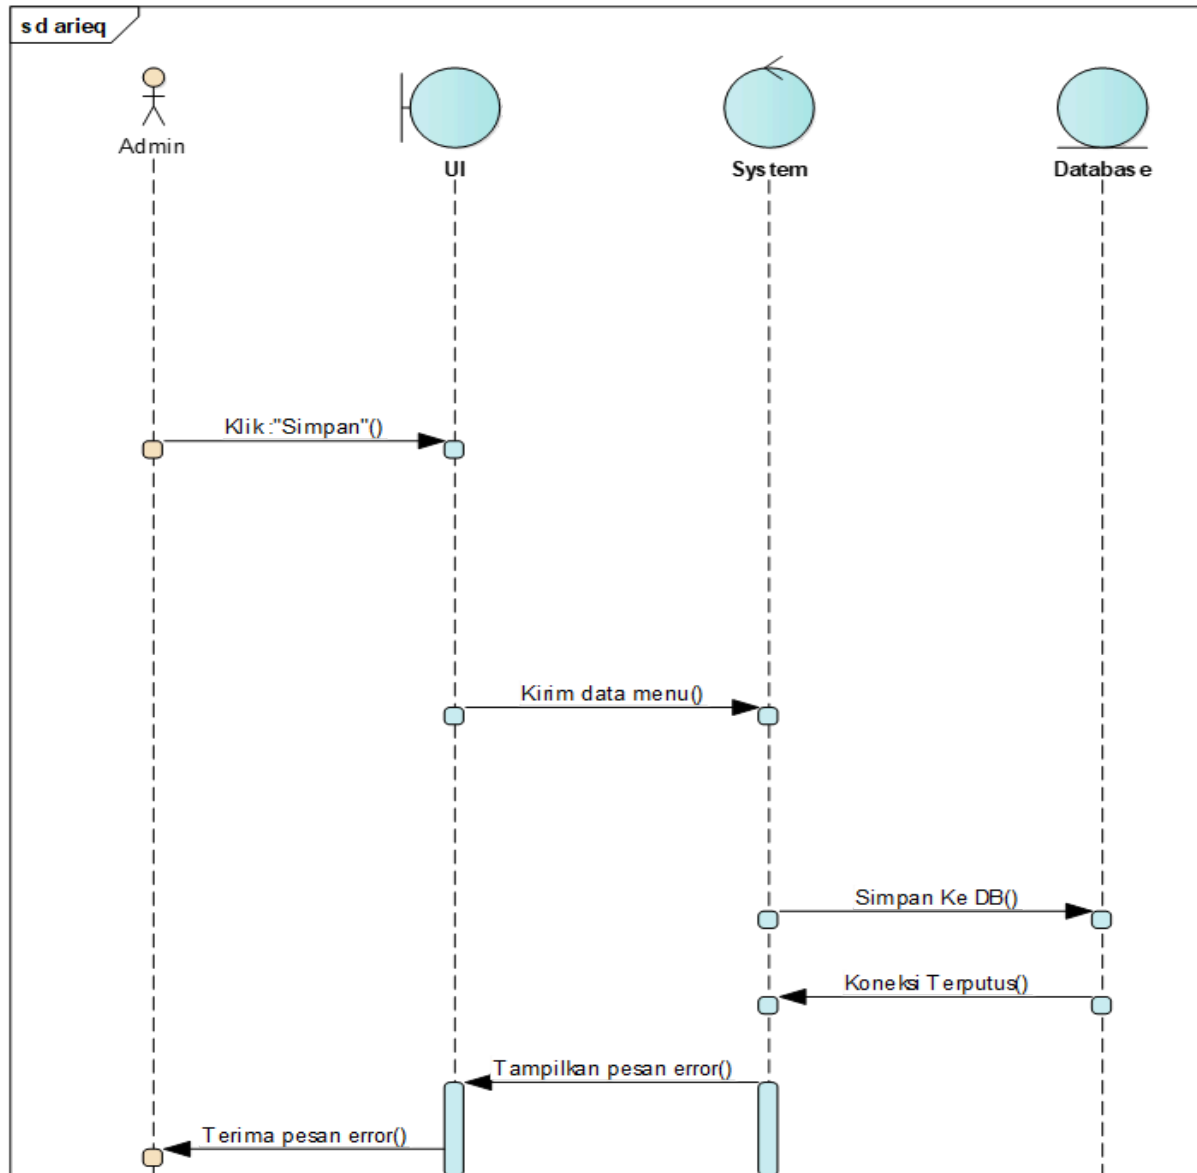 sd arieq
Admin
UI
System
Database
Klik :"Simpan"()
Kirim data menu()
Simpan Ke DB()
Koneksi Terputus()
Tampilkan pesan error()
Terima pesan error()